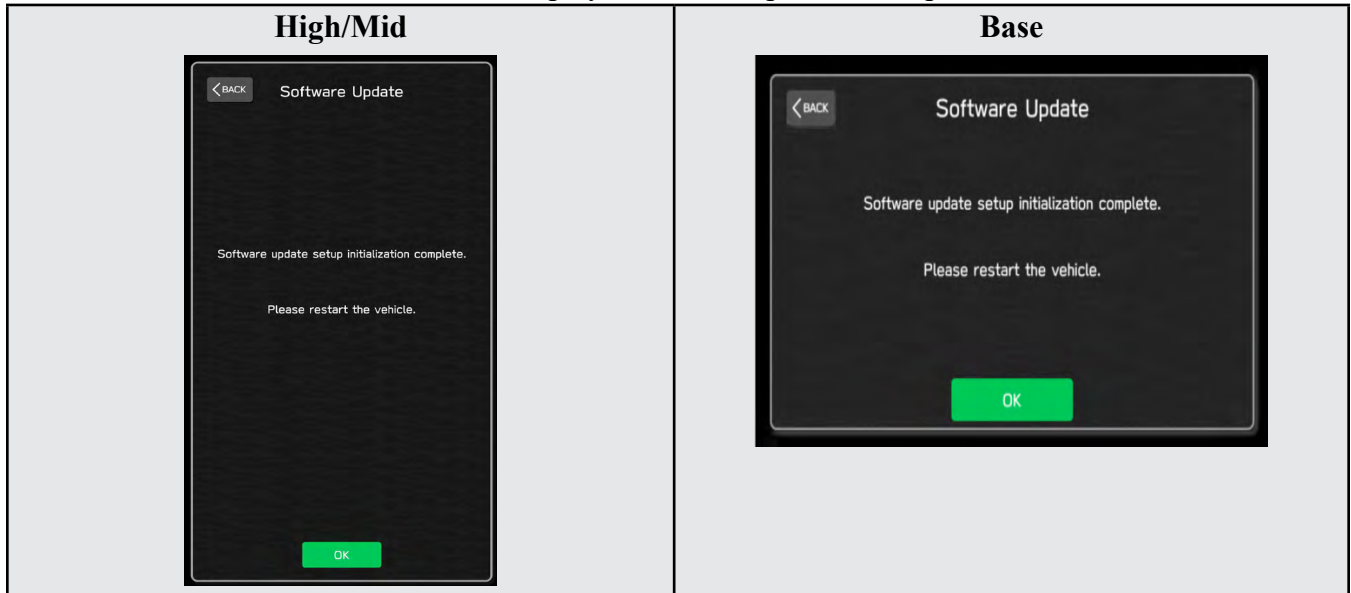 High/Mid
Base
BACK
Software Update
Software update setup initialization complete.
Please restart the vehicle.
OK
BACK
Software Update
Software update setup initialization complete.
Please restart the vehicle.
OK